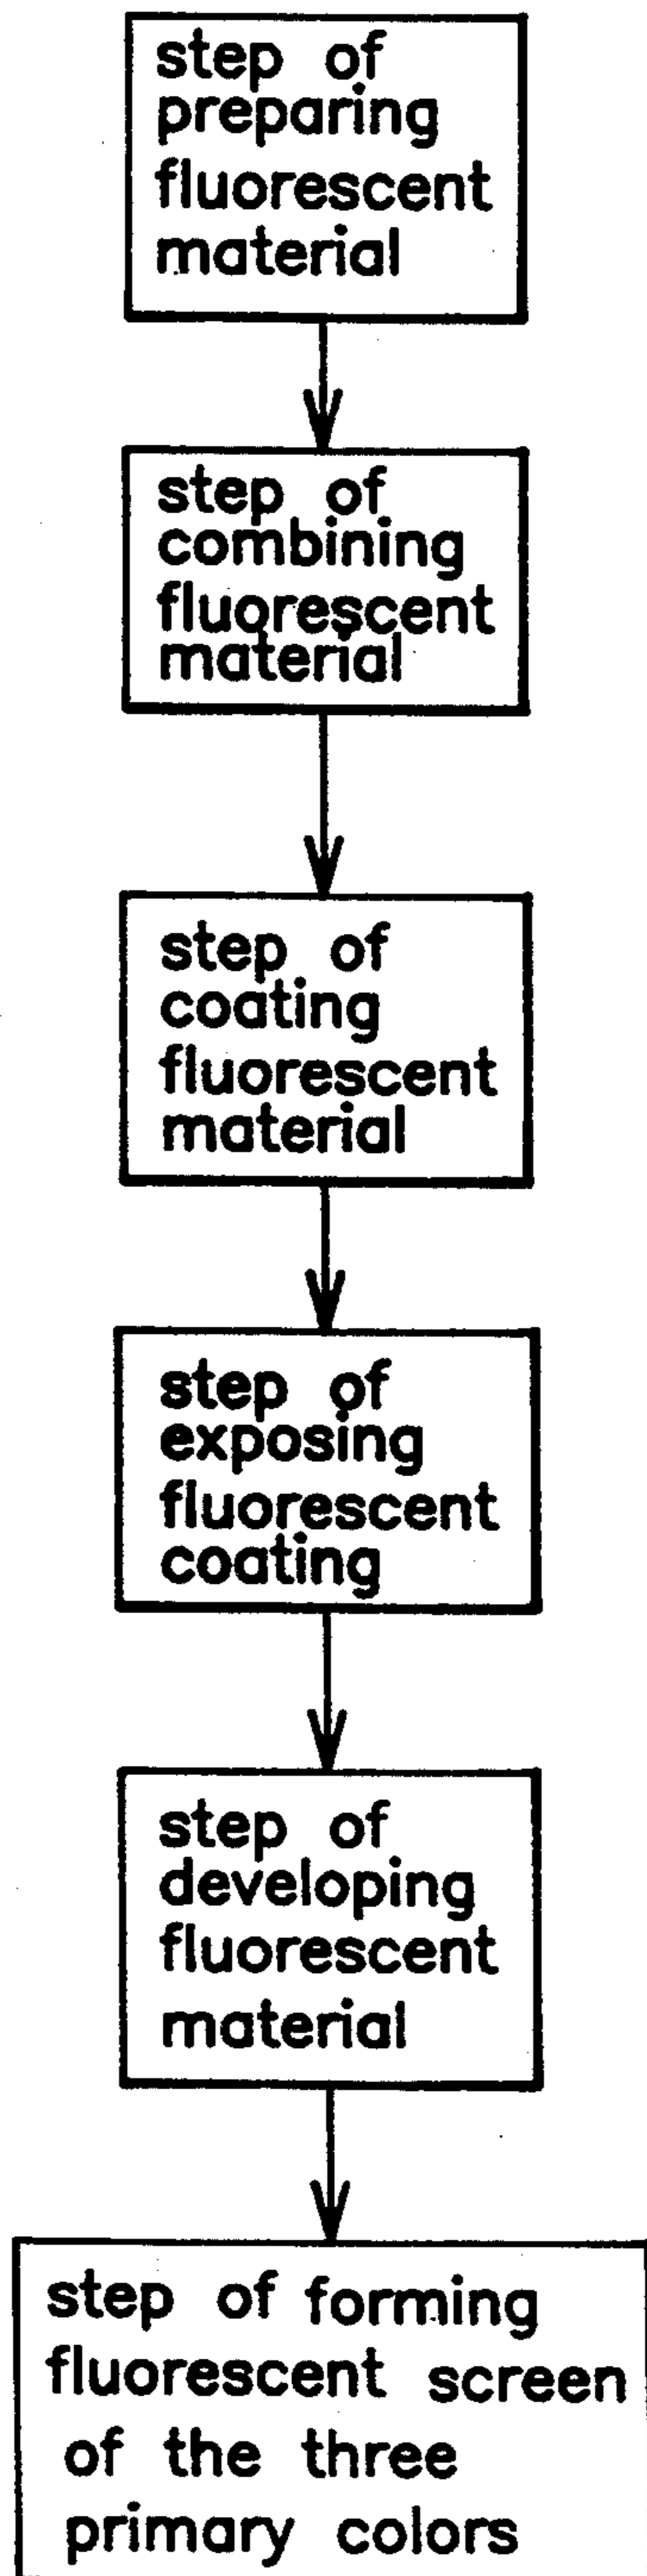 step of
preparing
fluorescent
material
step of
combining
fluorescent
material
step of
coating
fluorescent
material
step of
exposing
fluorescent
coating
step of
developing
fluorescent
material
step of forming
fluorescent screen
of the three
primary colors